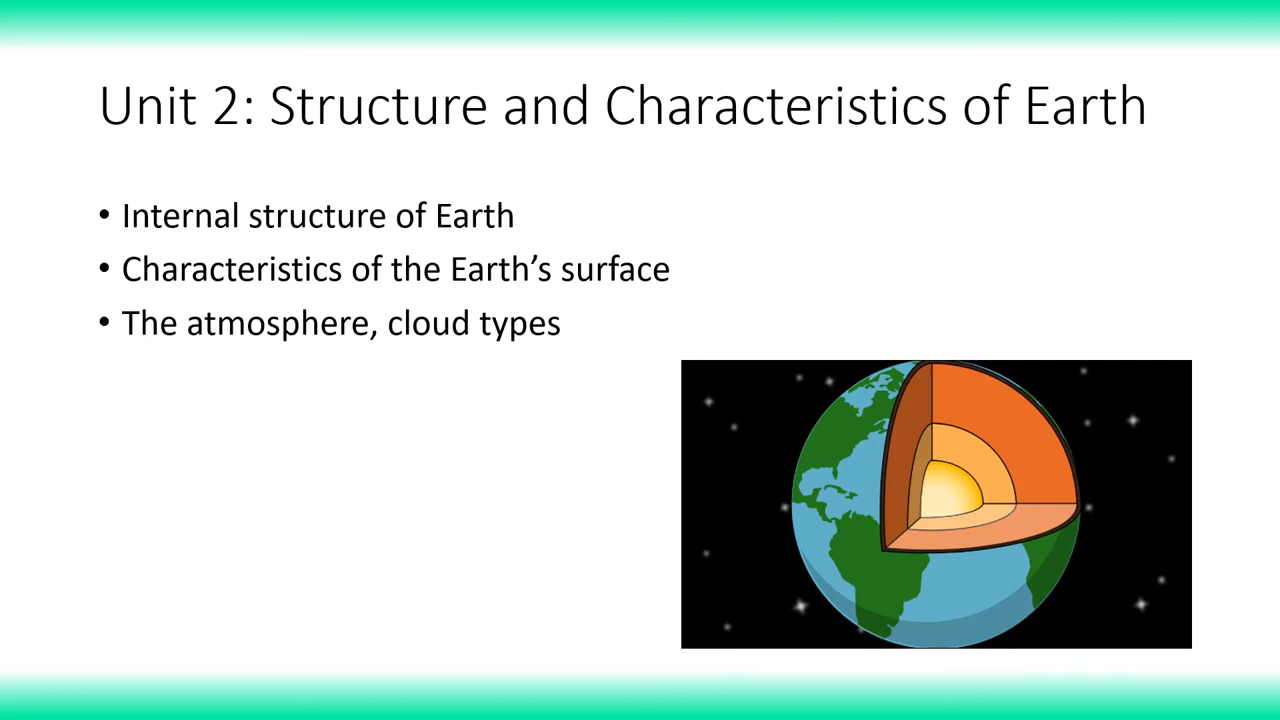 Unit 2: Structure and Characteristics of Earth
• Internal structure of Earth
• Characteristics of the Earth’s surface
• The atmosphere, cloud types